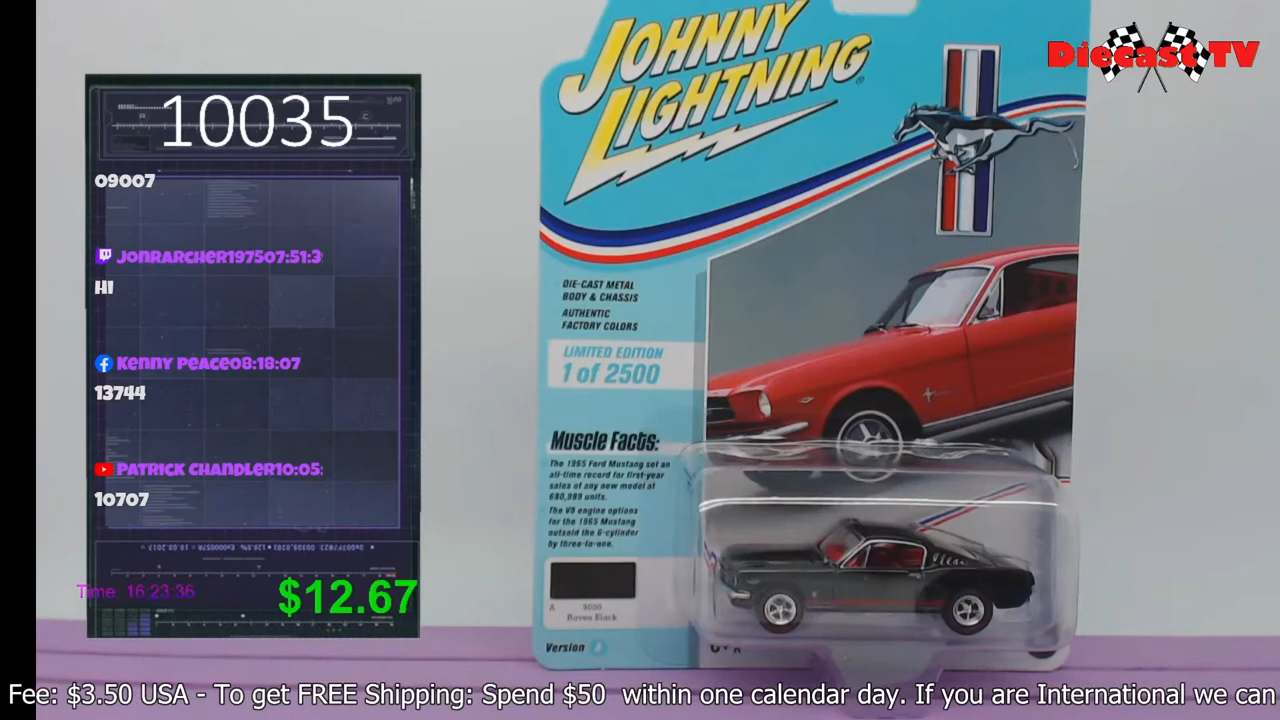 JOHNNY
LIGHTNING
Diecast TV
10035
09007
JONRARCHER197507:51:3
HI
Kenny Peace08:18:07
13744
PATRICK CHANDLER10:05:
10707
Time: 16:23:36
$12.67
DIE-CAST METAL
BODY & CHASSIS
AUTHENTIC
FACTORY COLORS
LIMITED EDITION
1 of 2500
Muscle Facts:
The 1965 Ford Mustang set an
all-time record for first-year
sales of any new model at
680,989 units.
The V8 engine options
for the 1965 Mustang
outsold the 6-cylinder
by three-to-one.
A
Raven Black
Version A
Fee: $3.50 USA - To get FREE Shipping: Spend $50 within one calendar day. If you are International we can